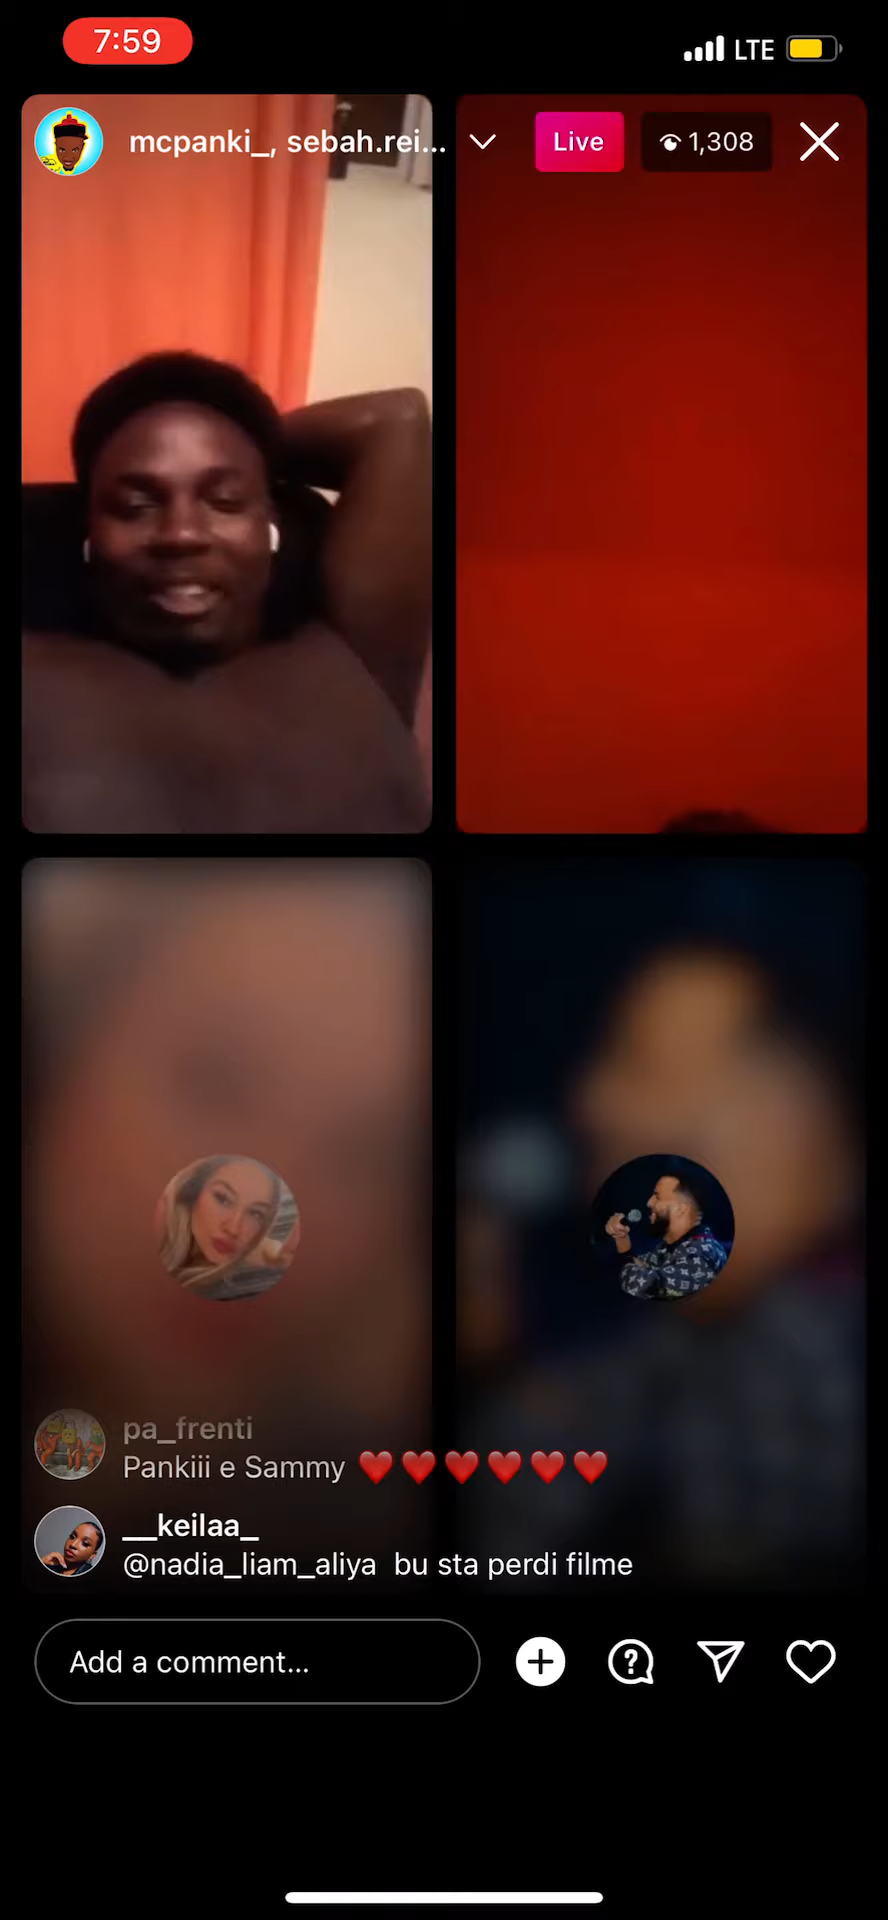 7:59
LTE
mcpanki_, sebah.rei...
Live
1,308
pa_frenti
Pankiii e Sammy ❤️❤️❤️❤️❤️❤️
__keilaa_
@nadia_liam_aliya bu sta perdi filme
Add a comment...